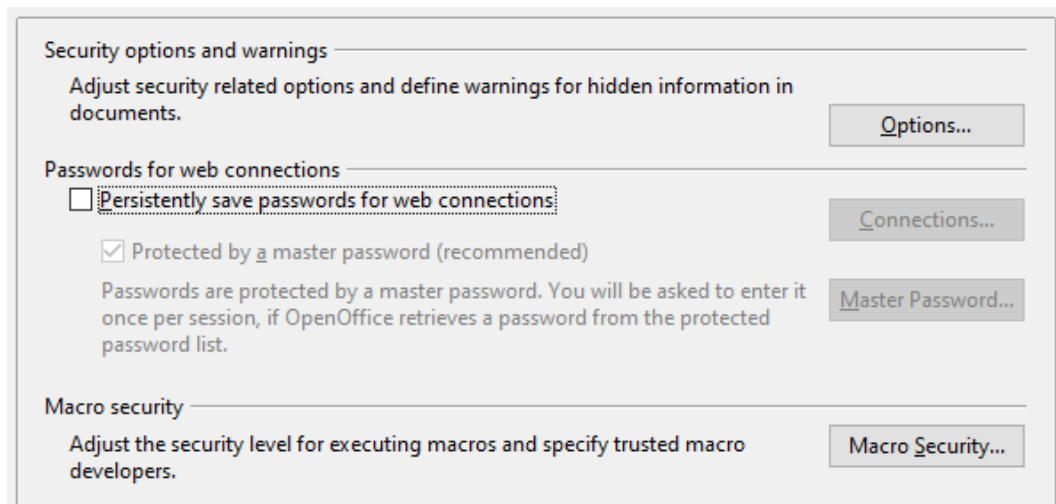 Security options and warnings
Adjust security related options and define warnings for hidden information in
documents.
Options...
Passwords for web connections
Persistently save passwords for web connections
Connections...
Protected by a master password (recommended)
Passwords are protected by a master password. You will be asked to enter it
once per session, if OpenOffice retrieves a password from the protected
password list.
Master Password...
Macro security
Adjust the security level for executing macros and specify trusted macro
developers.
Macro Security...